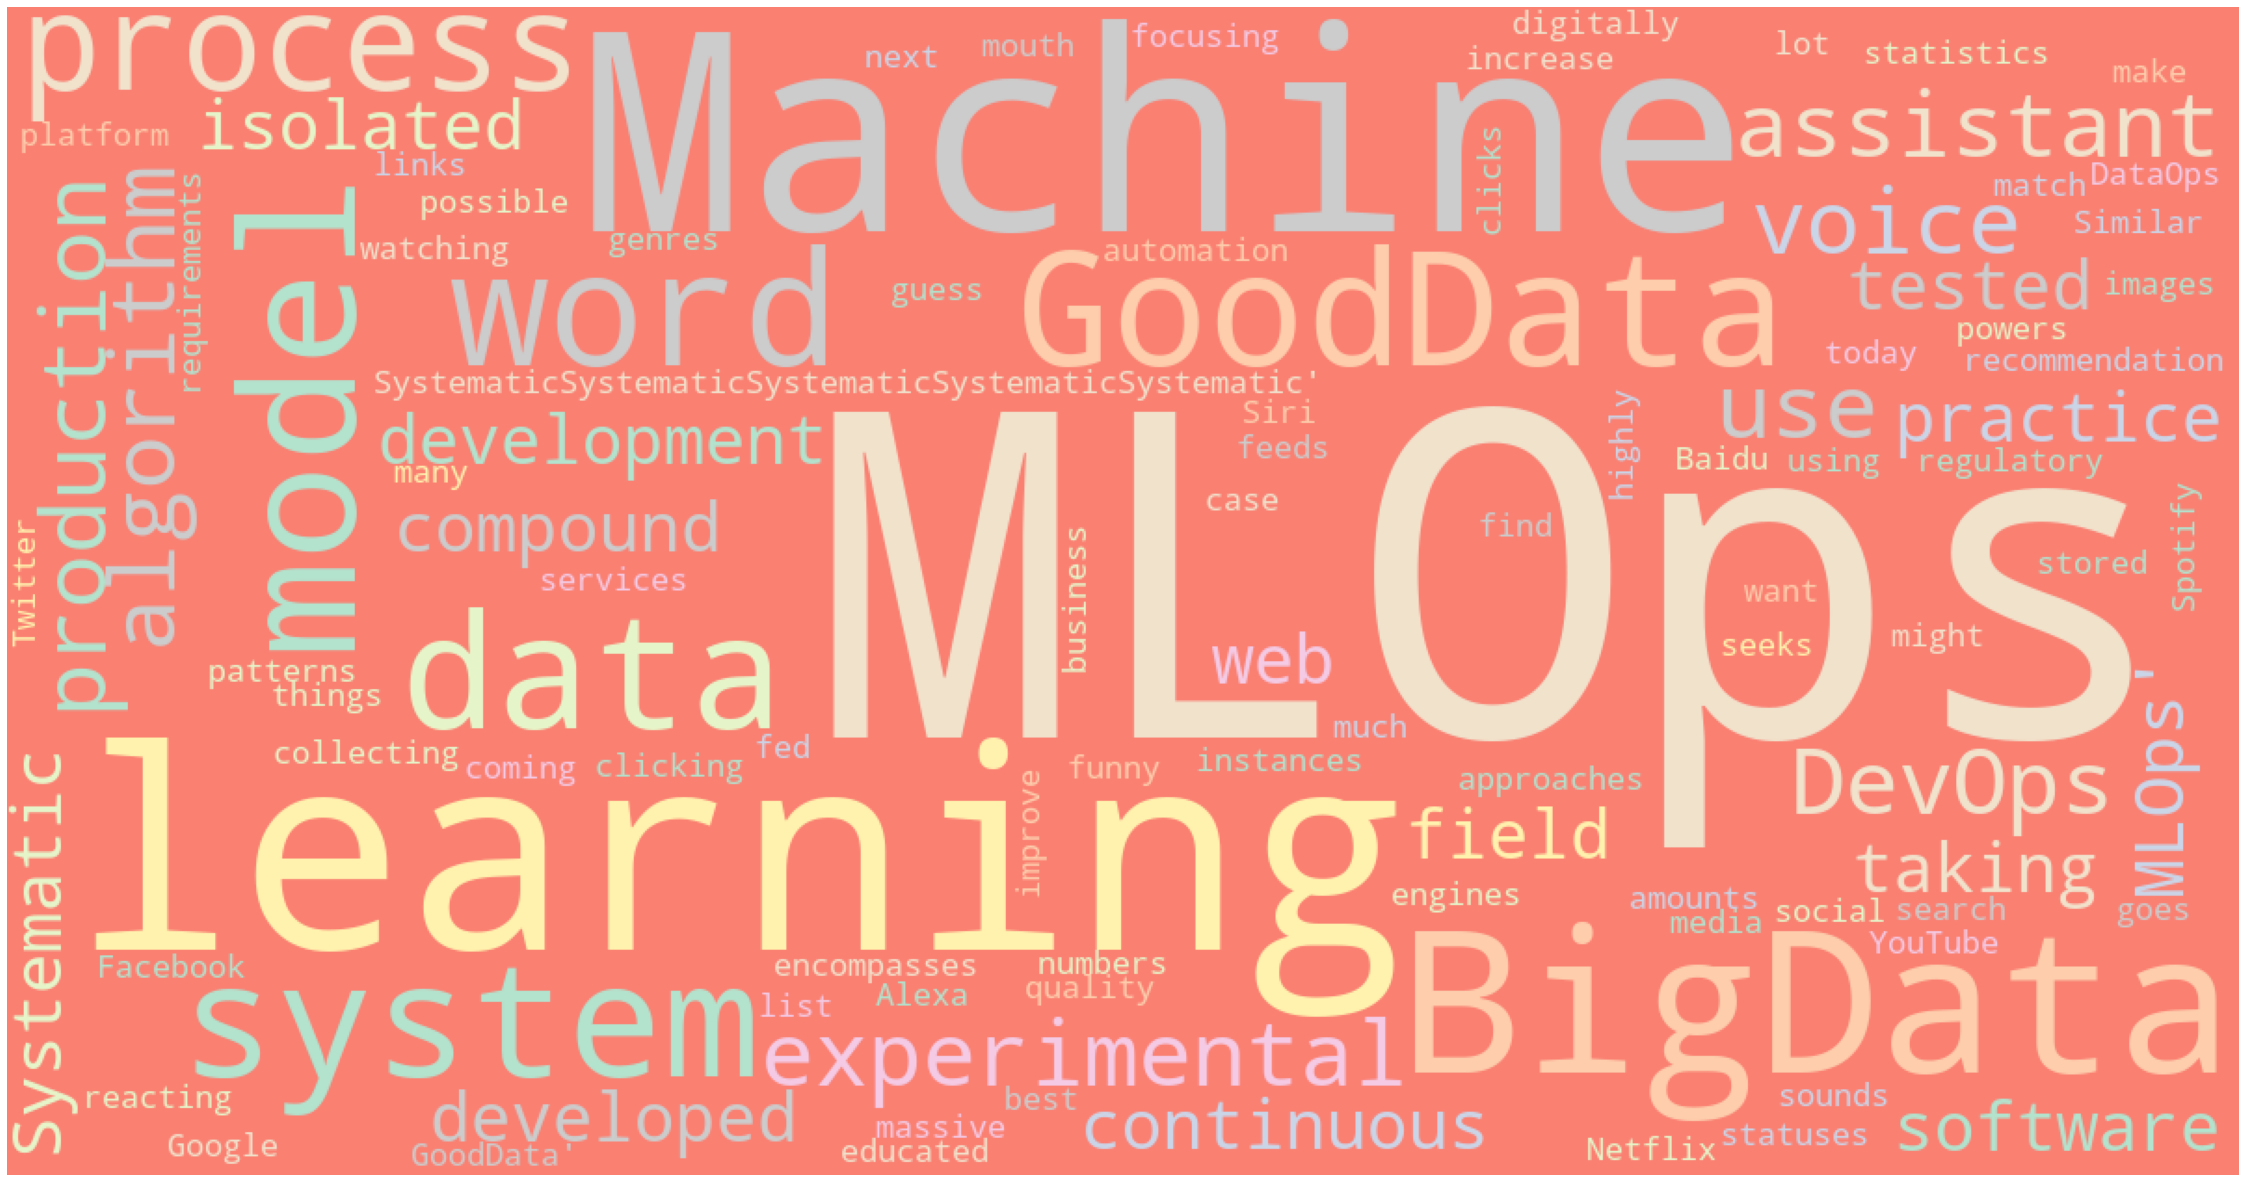 process
Machine
next
mouth
focusing
digitally
increase
lot
statistics
make
platform
isolated
links
possible
watching
genres
clicks
assistant
match
DataOps
voice
Similar
production
algorithm
requirements
model
word
guess
automation
GoodData
tested
images
powers
today
recommendation
SystematicSystematicSystematicSystematicSystematic'
Siri
feeds
highly
use
practice
development
many
Baidu
using
regulatory
Twitter
compound
case
find
MLOps
services
business
stored
Spotify
want
seeks
might
web
data
patterns
things
much
collecting
coming
clicking
fed
funny
instances
approaches
DevOps
MLOps'
Systematic
learning
improve
field
taking
engines
amounts
media
social
search
goes
YouTube
Facebook
encompasses
numbers
system
list
Alexa
quality
BigData
experimental
reacting
developed
best
continuous
sounds
software
massive
statuses
Google
GoodData'
educated
Netflix